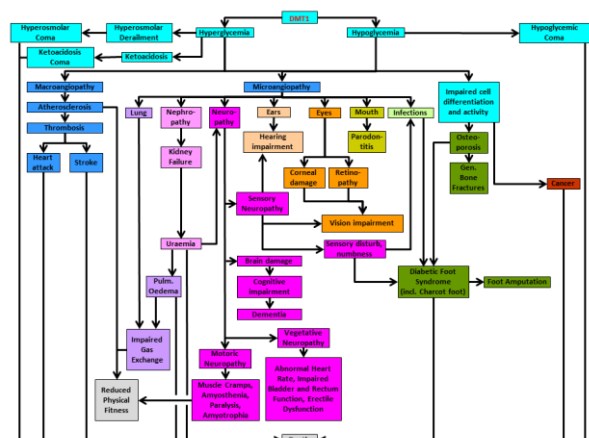 DMT1
Hyperosmolar
Coma
Hyperosmolar
Derailment
Hyperglycemia
Hypoglycemia
Hypoglycemic
Coma
Ketoacidosis
Coma
Ketoacidosis
Macroangiopathy
Microangiopathy
Impaired cell
differentiation
and activity
Atherosclerosis
Thrombosis
Heart
attack
Stroke
Lung
Nephro-
pathy
Neuro-
pathy
Ears
Eyes
Mouth
Infections
Hearing
impairment
Parodon-
titis
Osteo-
porosis
Kidney
Failure
Corneal
damage
Retino-
pathy
Gen.
Bone
Fractures
Cancer
Sensory
Neuropathy
Vision impairment
Uraemia
Sensory disturb,
numbness
Brain damage
Pulm.
Oedema
Cognitive
impairment
Diabetic Foot
Syndrome
(incl. Charcot foot)
Foot Amputation
Dementia
Impaired
Gas
Exchange
Vegetative
Neuropathy
Motoric
Neuropathy
Abnormal Heart
Rate, Impaired
Bladder and Rectum
Function, Erectile
Dysfunction
Reduced
Physical
Fitness
Muscle Cramps,
Amyosthenia,
Paralysis,
Amyotrophia